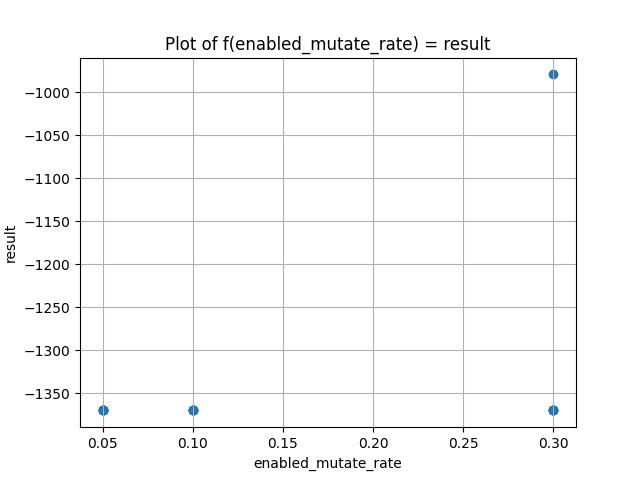 Plot of f(enabled_mutate_rate) = result
−1000
−1050
−1100
−1150
−1200
−1250
−1300
−1350
result
0.05 0.10 0.15 0.20 0.25 0.30
enabled_mutate_rate